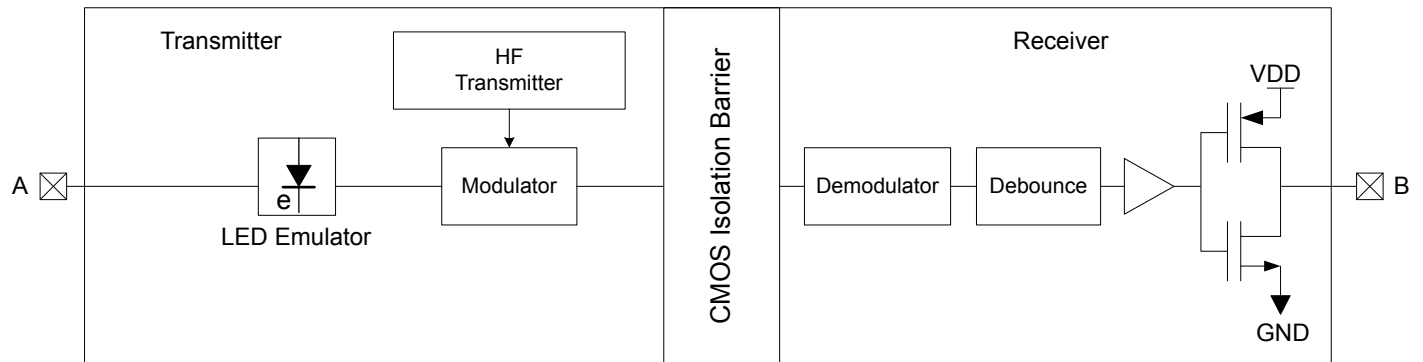 Transmitter
HF
Transmitter
CMOS Isolation Barrier
Receiver
VDD
A
e
LED Emulator
Modulator
Demodulator
Debounce
B
GND